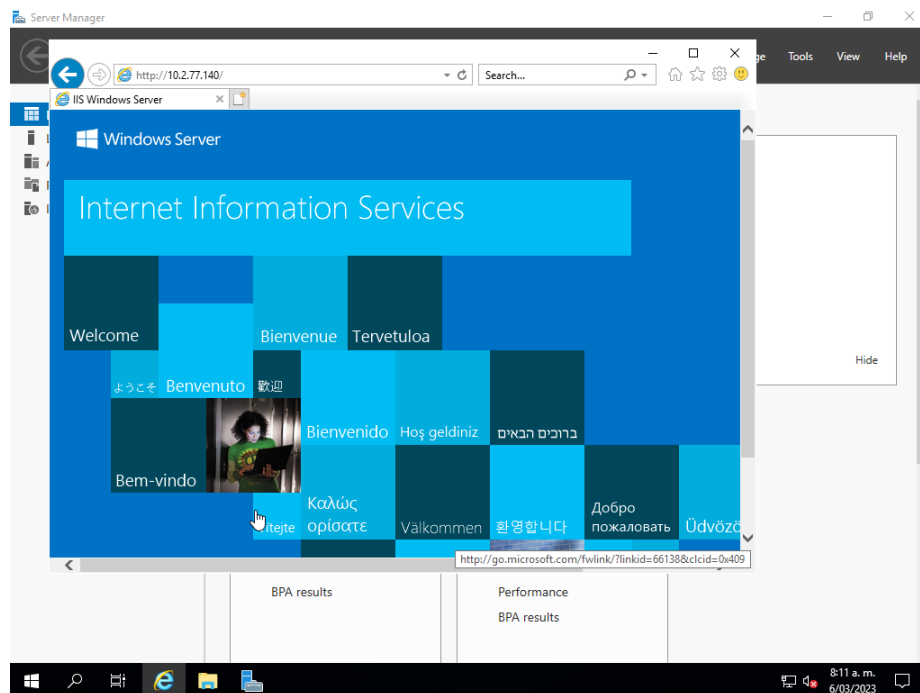 Server Manager
Tools View Help
http://10.2.77.140/
Search...
IIS Windows Server
Windows Server
Internet Information Services
Welcome
Bienvenue
Tervetuloa
ようこそ
Benvenuto
歡迎
Bienvenido
Hoş geldiniz
ברוכים הבאים
Bem-vindo
Καλώς
ορίσατε
Välkommen
환영합니다
Добро
пожаловать
Üdvözö
http://go.microsoft.com/fwlink/?linkid=66138&clcid=0x409
Hide
BPA results
Performance
BPA results
8:11 a. m.
6/03/2023